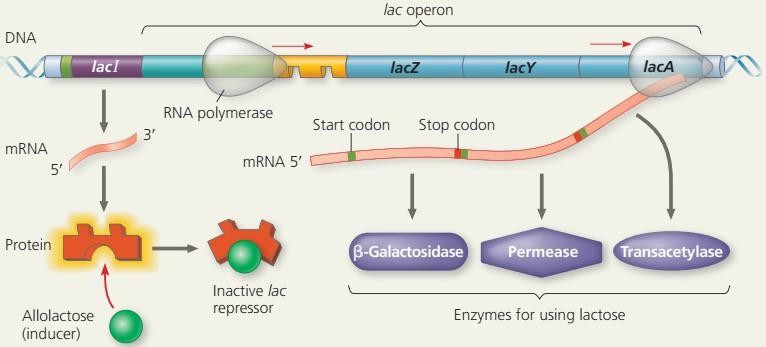 lac operon
DNA
lacI
lacZ
lacY
lacA
RNA polymerase
mRNA
3'
5'
Start codon
Stop codon
mRNA 5'
Protein
β-Galactosidase
Permease
Transacetylase
Inactive lac
repressor
Allolactose
(inducer)
Enzymes for using lactose